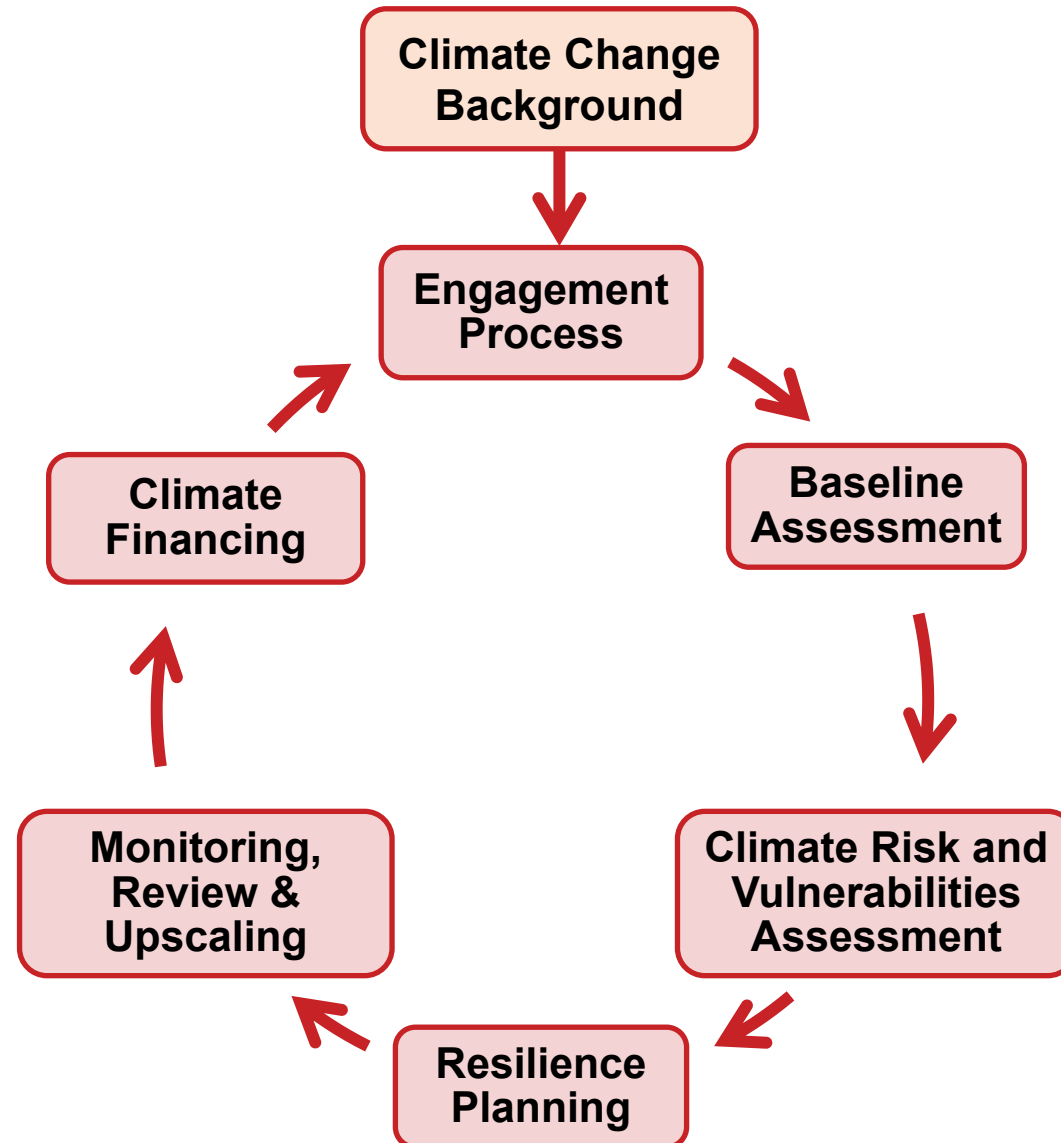 Climate Change
Background
Engagement
Process
Baseline
Assessment
Climate Risk and
Vulnerabilities
Assessment
Resilience
Planning
Monitoring,
Review &
Upscaling
Climate
Financing